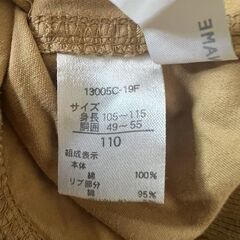 13005C-19F
サイズ
身長 105~115
胴囲 49~55
110
組成表示
本体
綿 100%
リブ部分
綿 95%